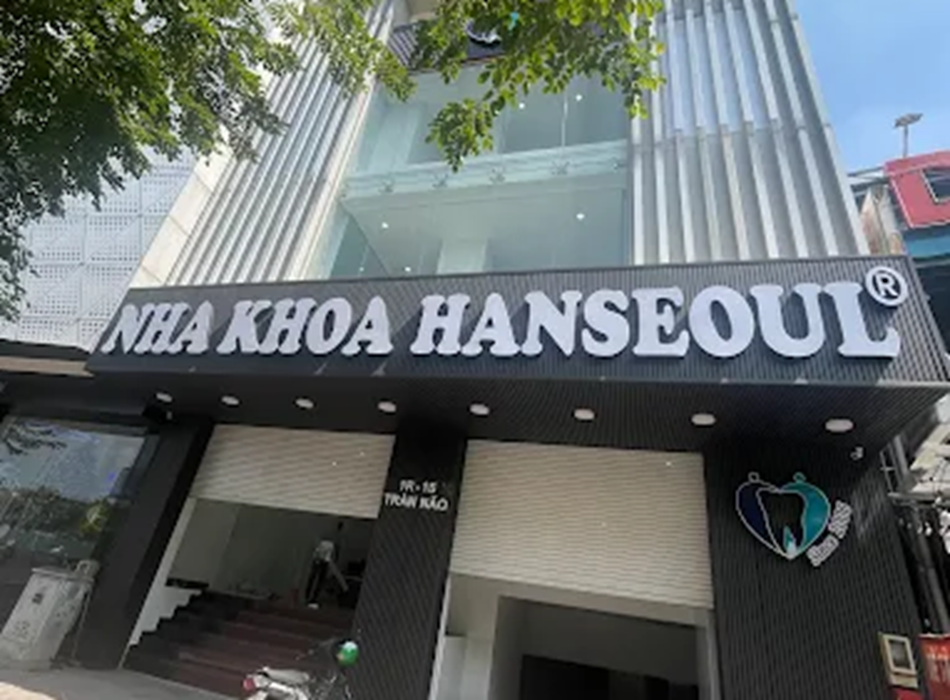 NHA KHOA HANSEOUL®
TRẦN NÃO